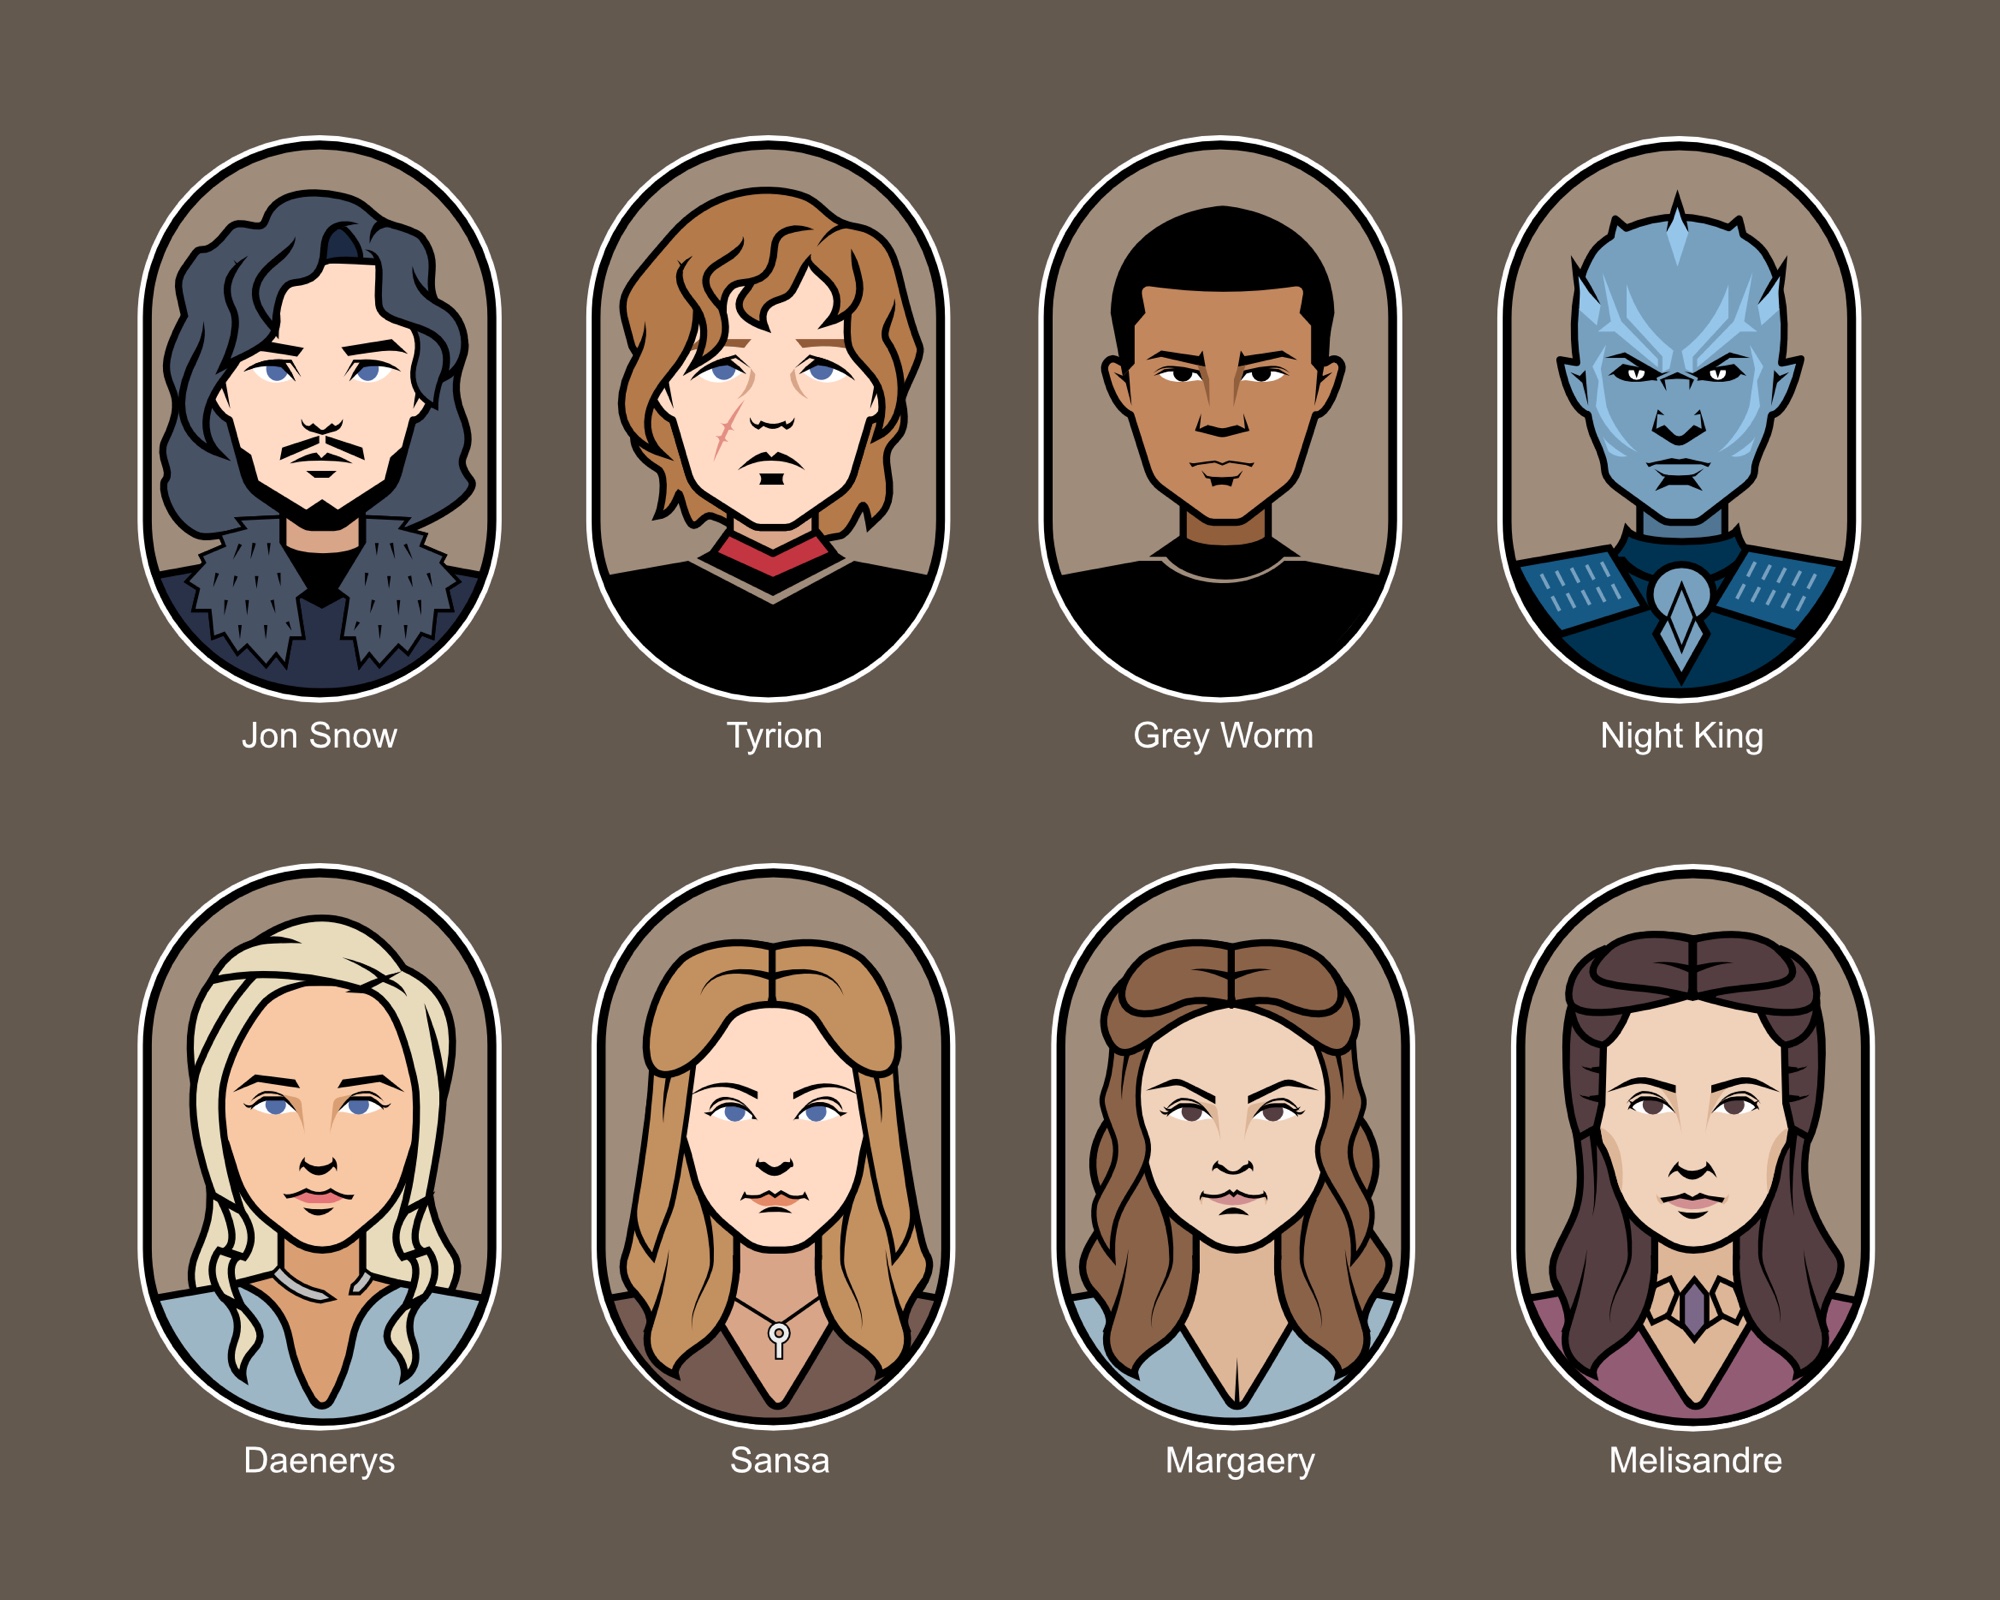 Jon Snow
Tyrion
Grey Worm
Night King
Daenerys
Sansa
Margaery
Melisandre